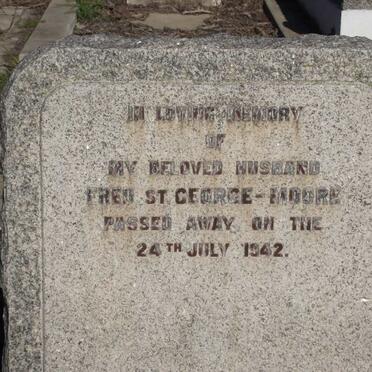 IN LOVING MEMORY
OF
MY BELOVED HUSBAND
FRED ST. GEORGE-MOORE
PASSED AWAY ON THE
24TH JULY 1942.